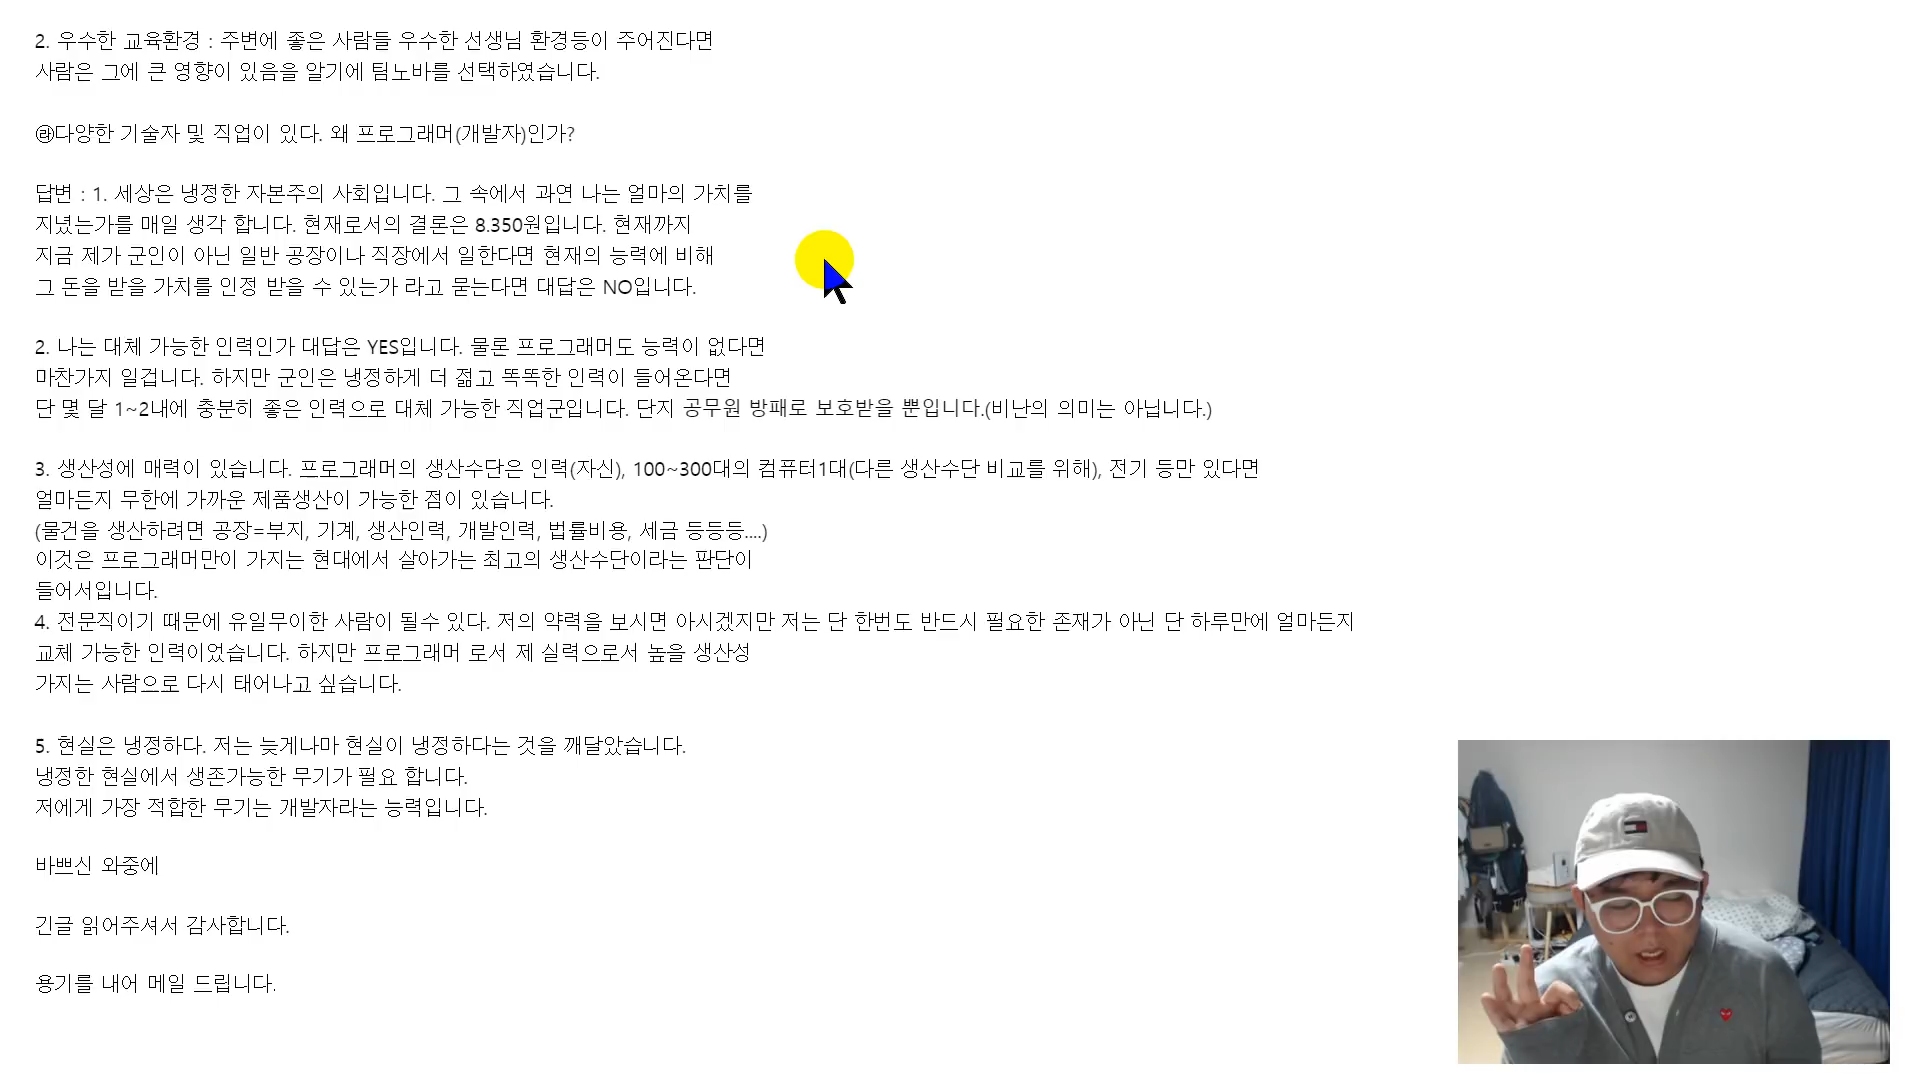 2. 우수한 교육환경 : 주변에 좋은 사람들 우수한 선생님 환경등이 주어진다면
사람은 그에 큰 영향이 있음을 알기에 팀노바를 선택하였습니다.
㉣다양한 기술자 및 직업이 있다. 왜 프로그래머(개발자)인가?
답변 : 1. 세상은 냉정한 자본주의 사회입니다. 그 속에서 과연 나는 얼마의 가치를
지녔는가를 매일 생각 합니다. 현재로서의 결론은 8.350원입니다. 현재까지
지금 제가 군인이 아닌 일반 공장이나 직장에서 일한다면 현재의 능력에 비해
그 돈을 받을 가치를 인정 받을 수 있는가 라고 묻는다면 대답은 NO입니다.
2. 나는 대체 가능한 인력인가 대답은 YES입니다. 물론 프로그래머도 능력이 없다면
마찬가지 일겁니다. 하지만 군인은 냉정하게 더 젊고 똑똑한 인력이 들어온다면
단 몇 달 1~2내에 충분히 좋은 인력으로 대체 가능한 직업군입니다. 단지 공무원 방패로 보호받을 뿐입니다.(비난의 의미는 아닙니다.)
3. 생산성에 매력이 있습니다. 프로그래머의 생산수단은 인력(자신), 100~300대의 컴퓨터1대(다른 생산수단 비교를 위해), 전기 등만 있다면
얼마든지 무한에 가까운 제품생산이 가능한 점이 있습니다.
(물건을 생산하려면 공장=부지, 기계, 생산인력, 개발인력, 법률비용, 세금 등등등....)
이것은 프로그래머만이 가지는 현대에서 살아가는 최고의 생산수단이라는 판단이
들어서입니다.
4. 전문직이기 때문에 유일무이한 사람이 될수 있다. 저의 약력을 보시면 아시겠지만 저는 단 한번도 반드시 필요한 존재가 아닌 단 하루만에 얼마든지
교체 가능한 인력이었습니다. 하지만 프로그래머 로서 제 실력으로서 높을 생산성
가지는 사람으로 다시 태어나고 싶습니다.
5. 현실은 냉정하다. 저는 늦게나마 현실이 냉정하다는 것을 깨달았습니다.
냉정한 현실에서 생존가능한 무기가 필요 합니다.
저에게 가장 적합한 무기는 개발자라는 능력입니다.
바쁘신 와중에
긴글 읽어주셔서 감사합니다.
용기를 내어 메일 드립니다.